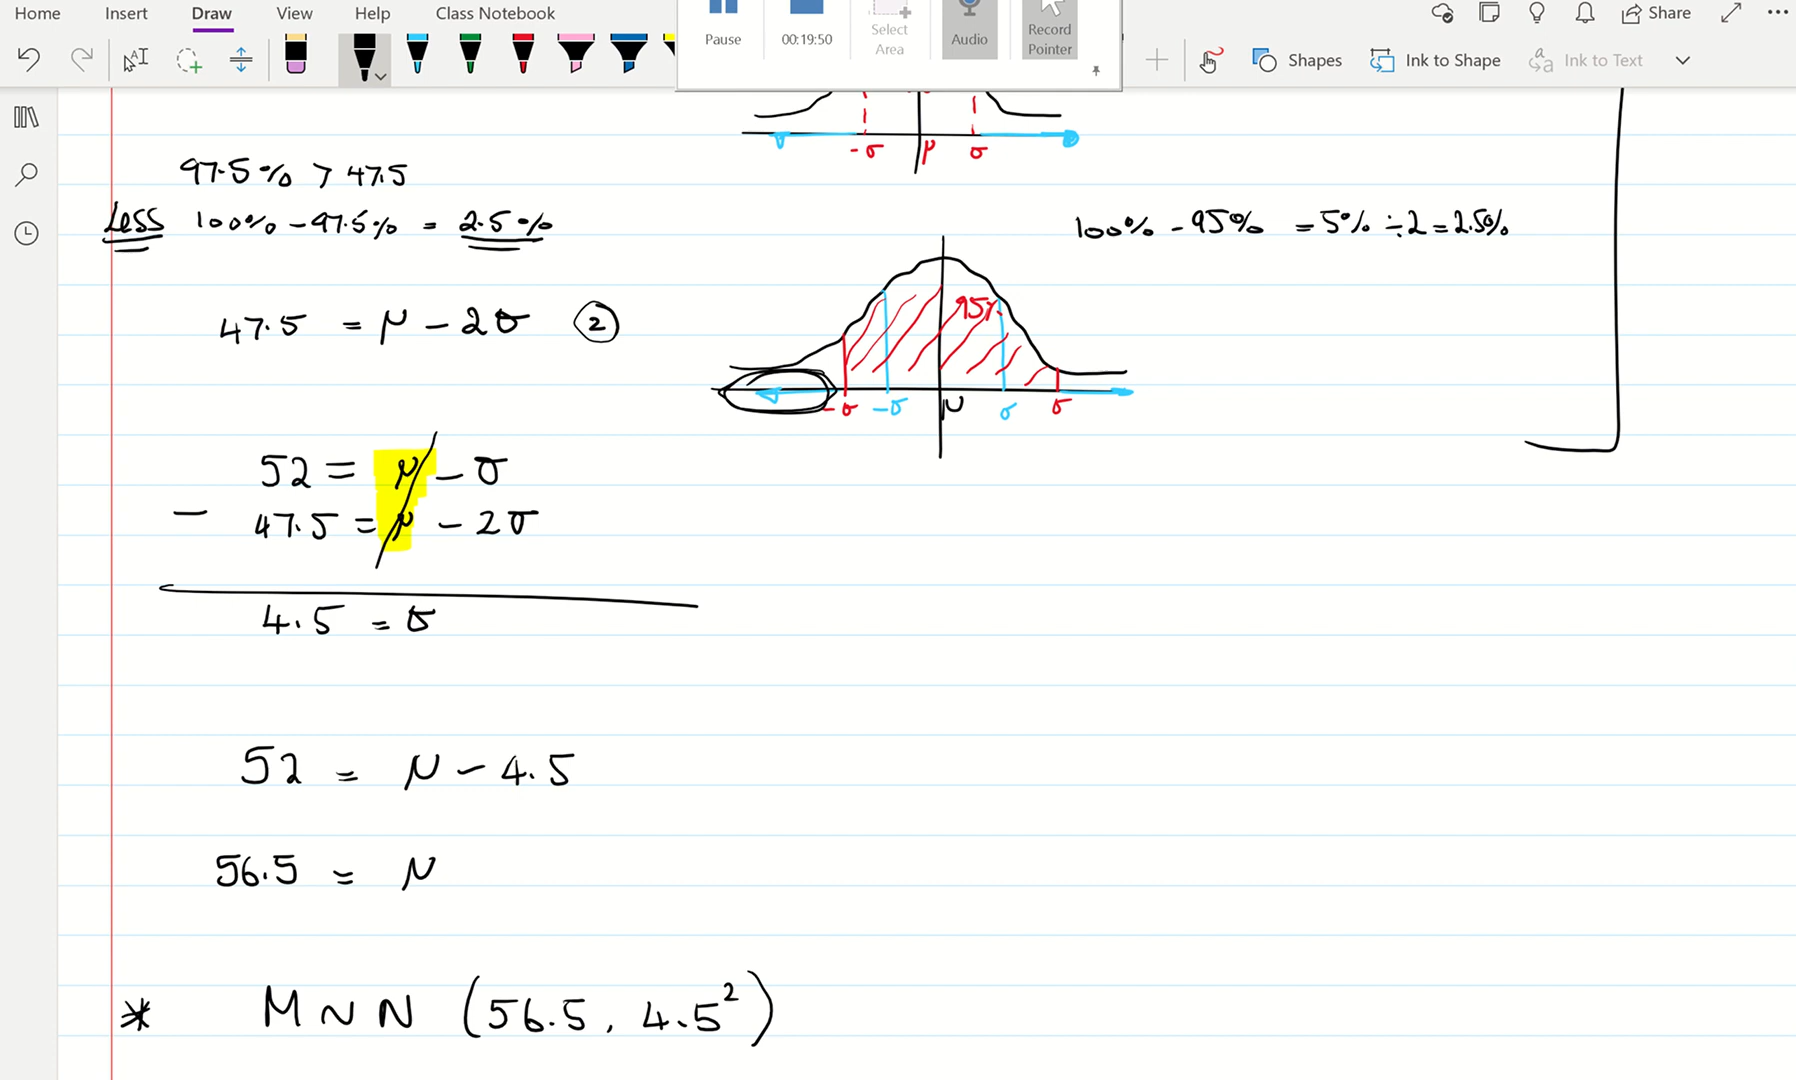 Home Insert Draw View Help Class Notebook
Pause 00:19:50 Select Area Audio Record Pointer
Share
Shapes Ink to Shape Ink to Text
-σ μ σ
97.5% > 47.5
Less 100% - 97.5% = 2.5%
100% - 95% = 5% ÷ 2 = 2.5%
47.5 = μ - 2σ ②
95%
-σ -σ μ σ σ
52 = μ - σ
- 47.5 = μ - 2σ
4.5 = σ
52 = μ - 4.5
56.5 = μ
* M ~ N (56.5, 4.5²)